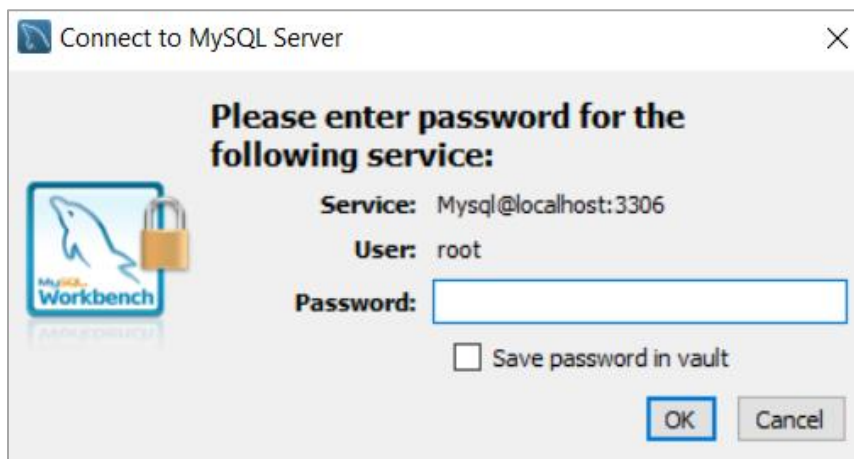 Connect to MySQL Server
Please enter password for the
following service:
Service: Mysql@localhost:3306
User: root
Password:
MySQL
Workbench
Save password in vault
OK Cancel